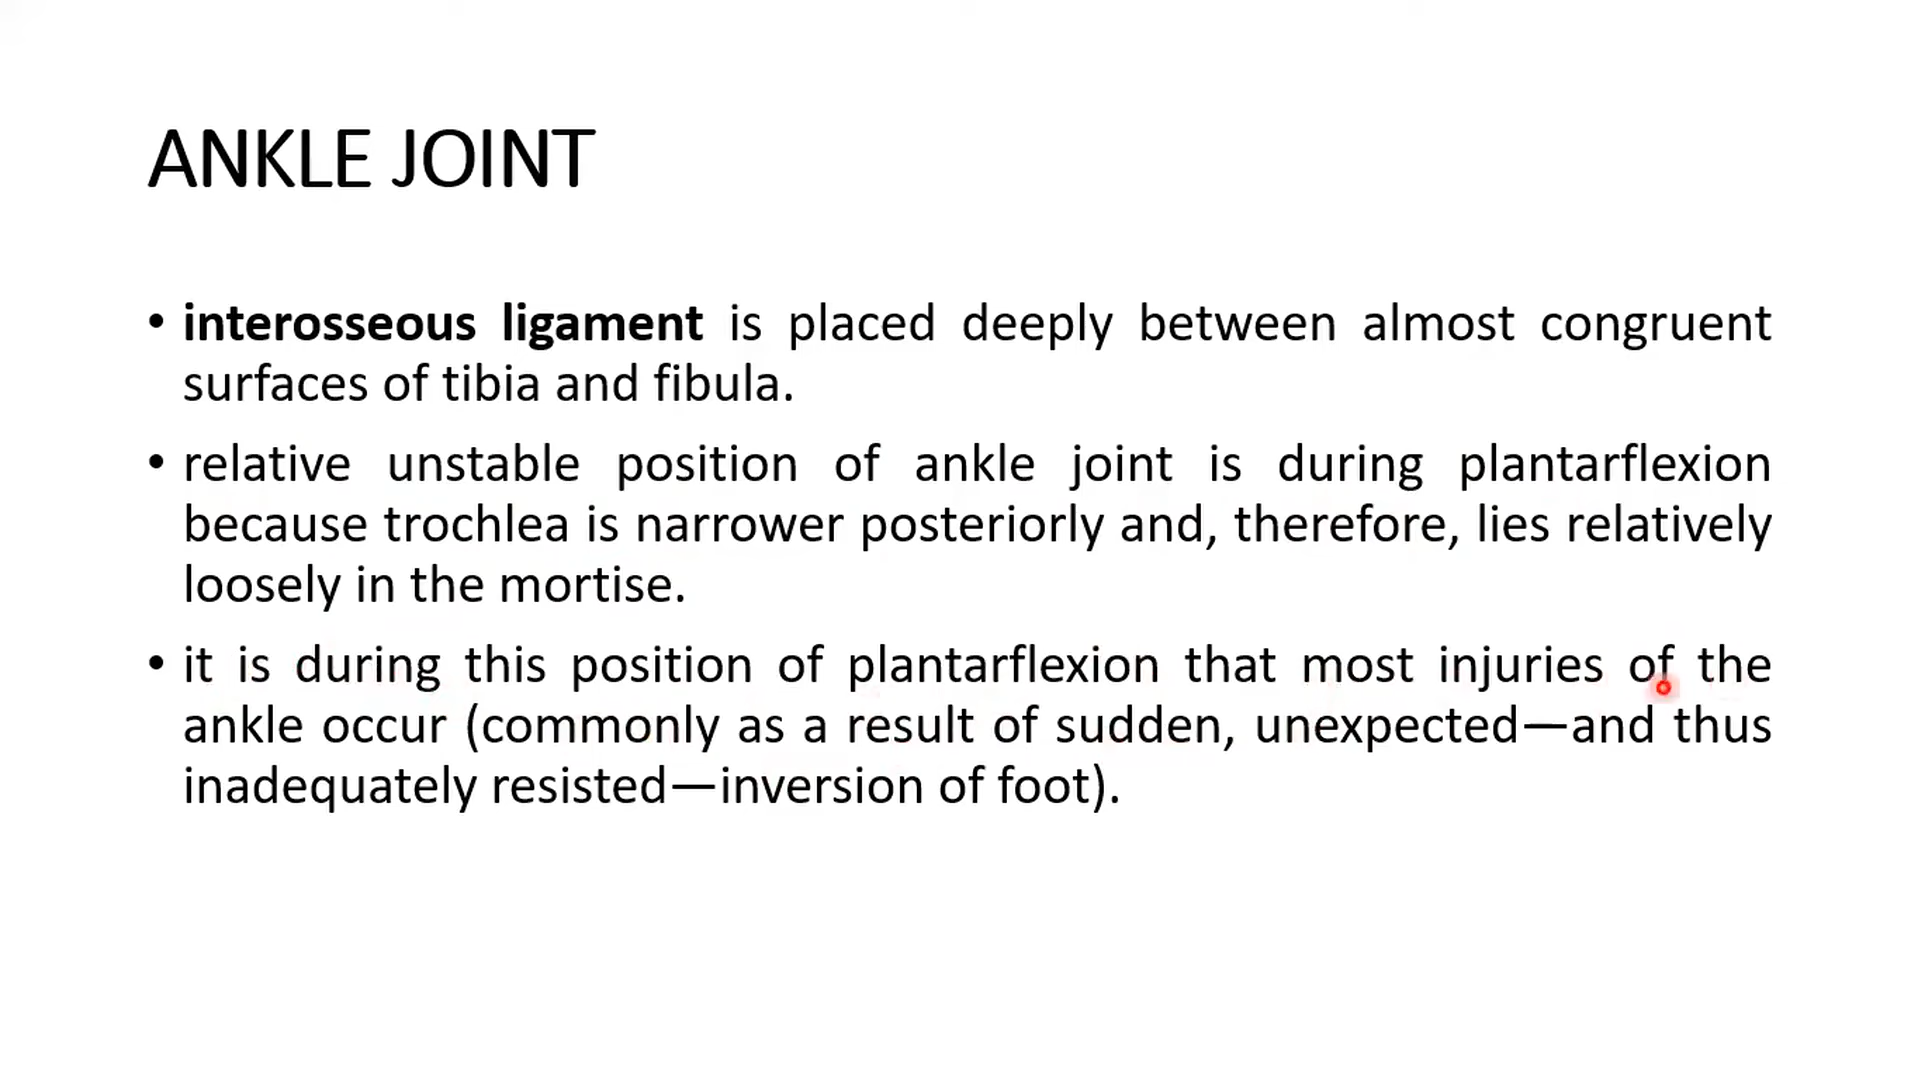 ANKLE JOINT
• interosseous ligament is placed deeply between almost congruent
surfaces of tibia and fibula.
• relative unstable position of ankle joint is during plantarflexion
because trochlea is narrower posteriorly and, therefore, lies relatively
loosely in the mortise.
• it is during this position of plantarflexion that most injuries of the
ankle occur (commonly as a result of sudden, unexpected—and thus
inadequately resisted—inversion of foot).